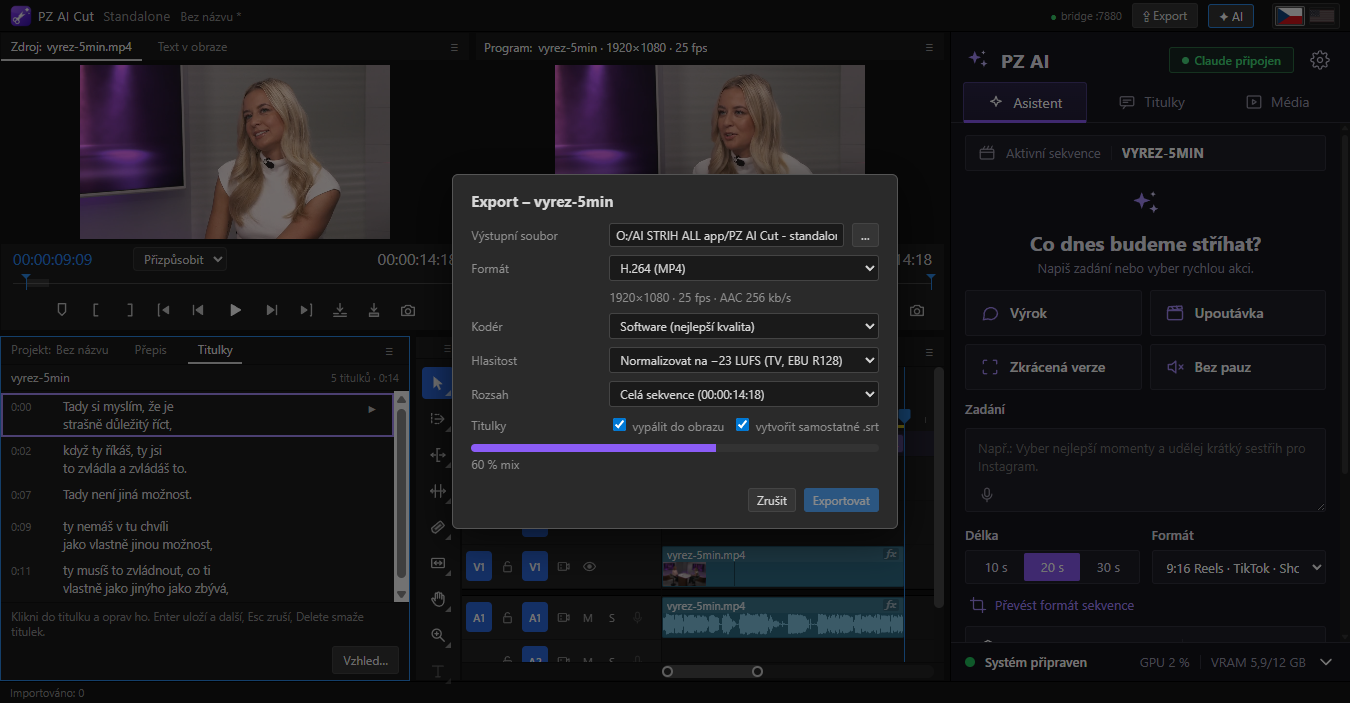 PZ AI Cut Standalone Bez názvu *
bridge :7880 Export AI
Zdroj: vyrez-5min.mp4 Text v obraze
Program: vyrez-5min · 1920×1080 · 25 fps
00:00:09:09 Přizpůsobit 00:00:14:18
14:18
Projekt: Bez názvu Přepis Titulky
vyrez-5min 5 titulků · 0:14
0:00 Tady si myslím, že je
strašně důležitý říct,
0:02 když ty říkáš, ty jsi
to zvládla a zvládáš to.
0:07 Tady není jiná možnost.
0:09 ty nemáš v tu chvíli
jako vlastně jinou možnost,
0:11 ty musíš to zvládnout, co ti
vlastně jako jinýho jako zbývá,
Klikni do titulku a oprav ho. Enter uloží a další, Esc zruší, Delete smaže
titulek.
Vzhled...
Importováno: 0
Export – vyrez-5min
Výstupní soubor O:/AI STRIH ALL app/PZ AI Cut - standalor ...
Formát H.264 (MP4)
1920×1080 · 25 fps · AAC 256 kb/s
Kodér Software (nejlepší kvalita)
Hlasitost Normalizovat na −23 LUFS (TV, EBU R128)
Rozsah Celá sekvence (00:00:14:18)
Titulky vypálit do obrazu vytvořit samostatné .srt
60 % mix
Zrušit Exportovat
V1 V1
vyrez-5min.mp4 fx
A1 A1 M S
vyrez-5min.mp4 fx
A2 M S
PZ AI Claude připojen
Asistent Titulky Média
Aktivní sekvence VYREZ-5MIN
Co dnes budeme stříhat?
Napiš zadání nebo vyber rychlou akci.
Výrok Upoutávka
Zkrácená verze Bez pauz
Zadání
Např.: Vyber nejlepší momenty a udělej krátký sestřih pro
Instagram.
Délka Formát
10 s 20 s 30 s 9:16 Reels · TikTok · Shc
Převést formát sekvence
Systém připraven GPU 2 % VRAM 5,9/12 GB